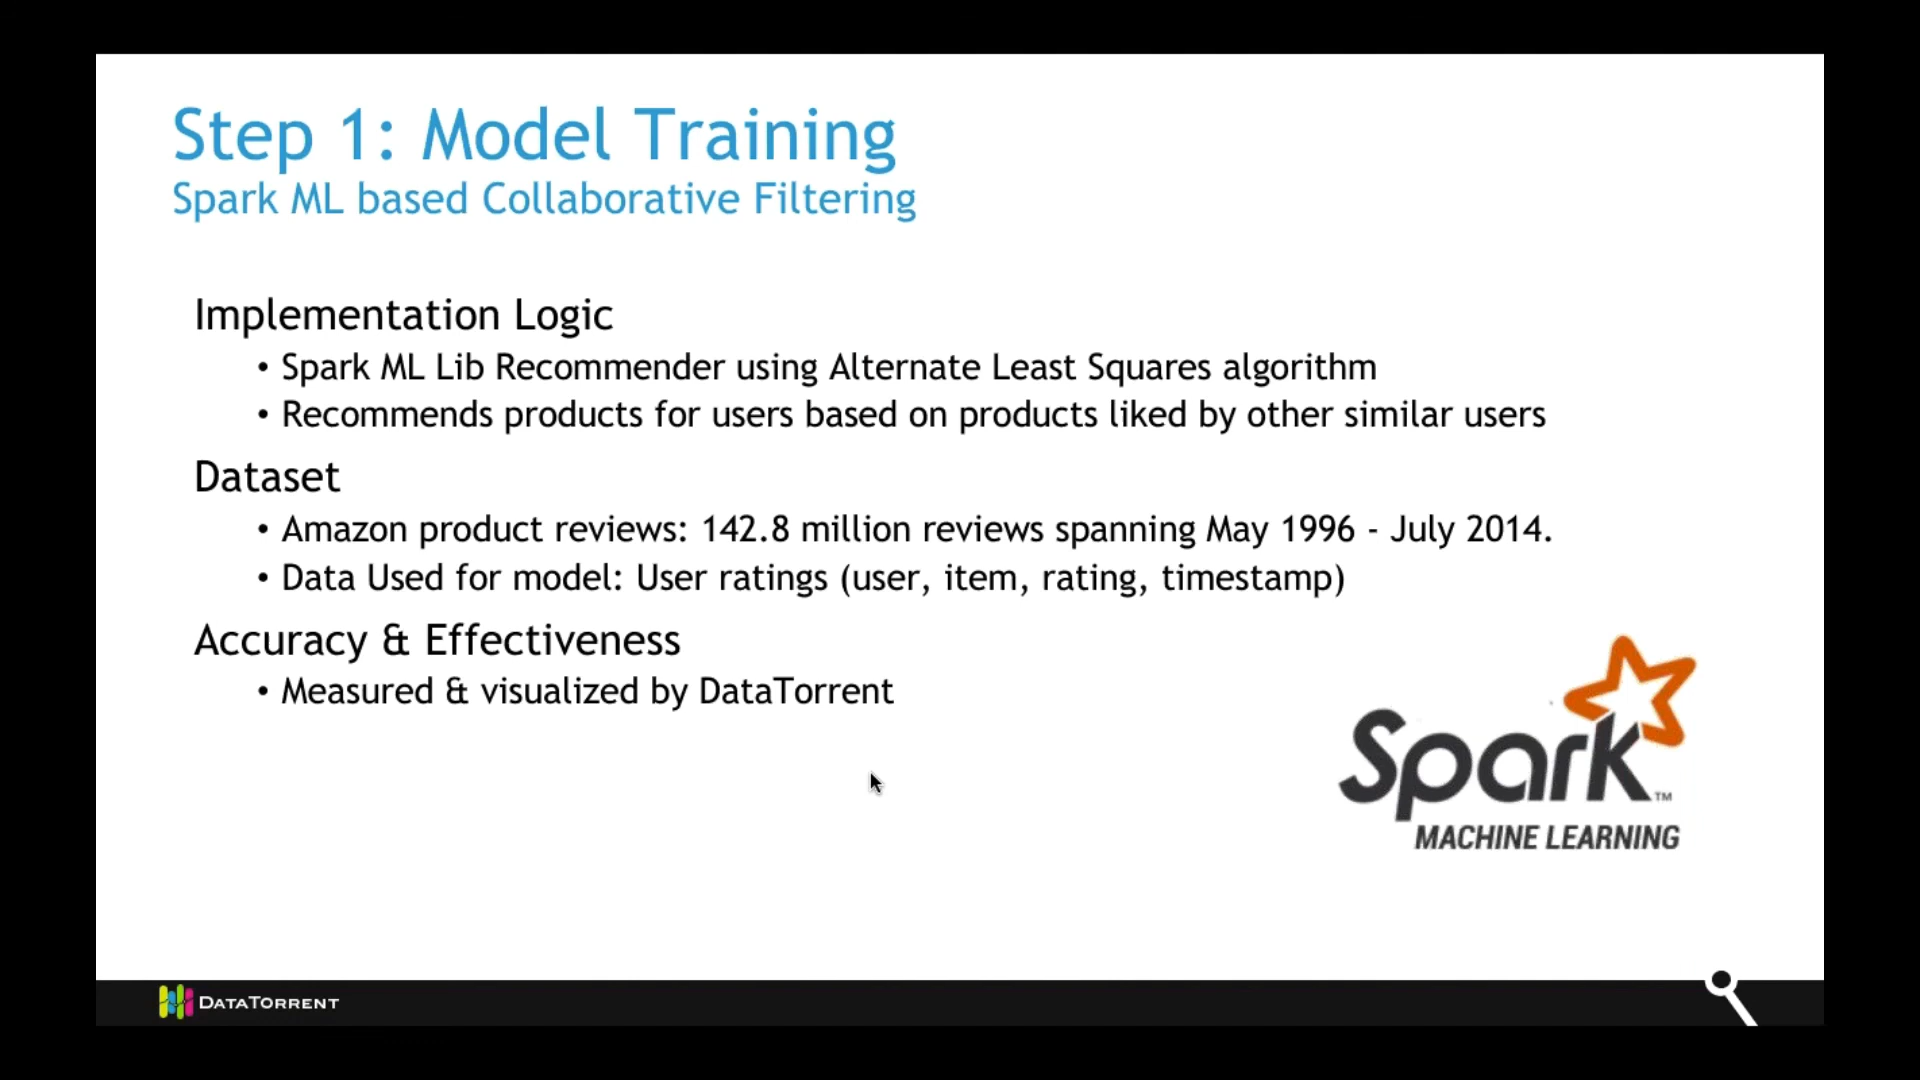 Step 1: Model Training
Spark ML based Collaborative Filtering
Implementation Logic
• Spark ML Lib Recommender using Alternate Least Squares algorithm
• Recommends products for users based on products liked by other similar users
Dataset
• Amazon product reviews: 142.8 million reviews spanning May 1996 - July 2014.
• Data Used for model: User ratings (user, item, rating, timestamp)
Accuracy & Effectiveness
• Measured & visualized by DataTorrent
Spark™
MACHINE LEARNING
DATATORRENT